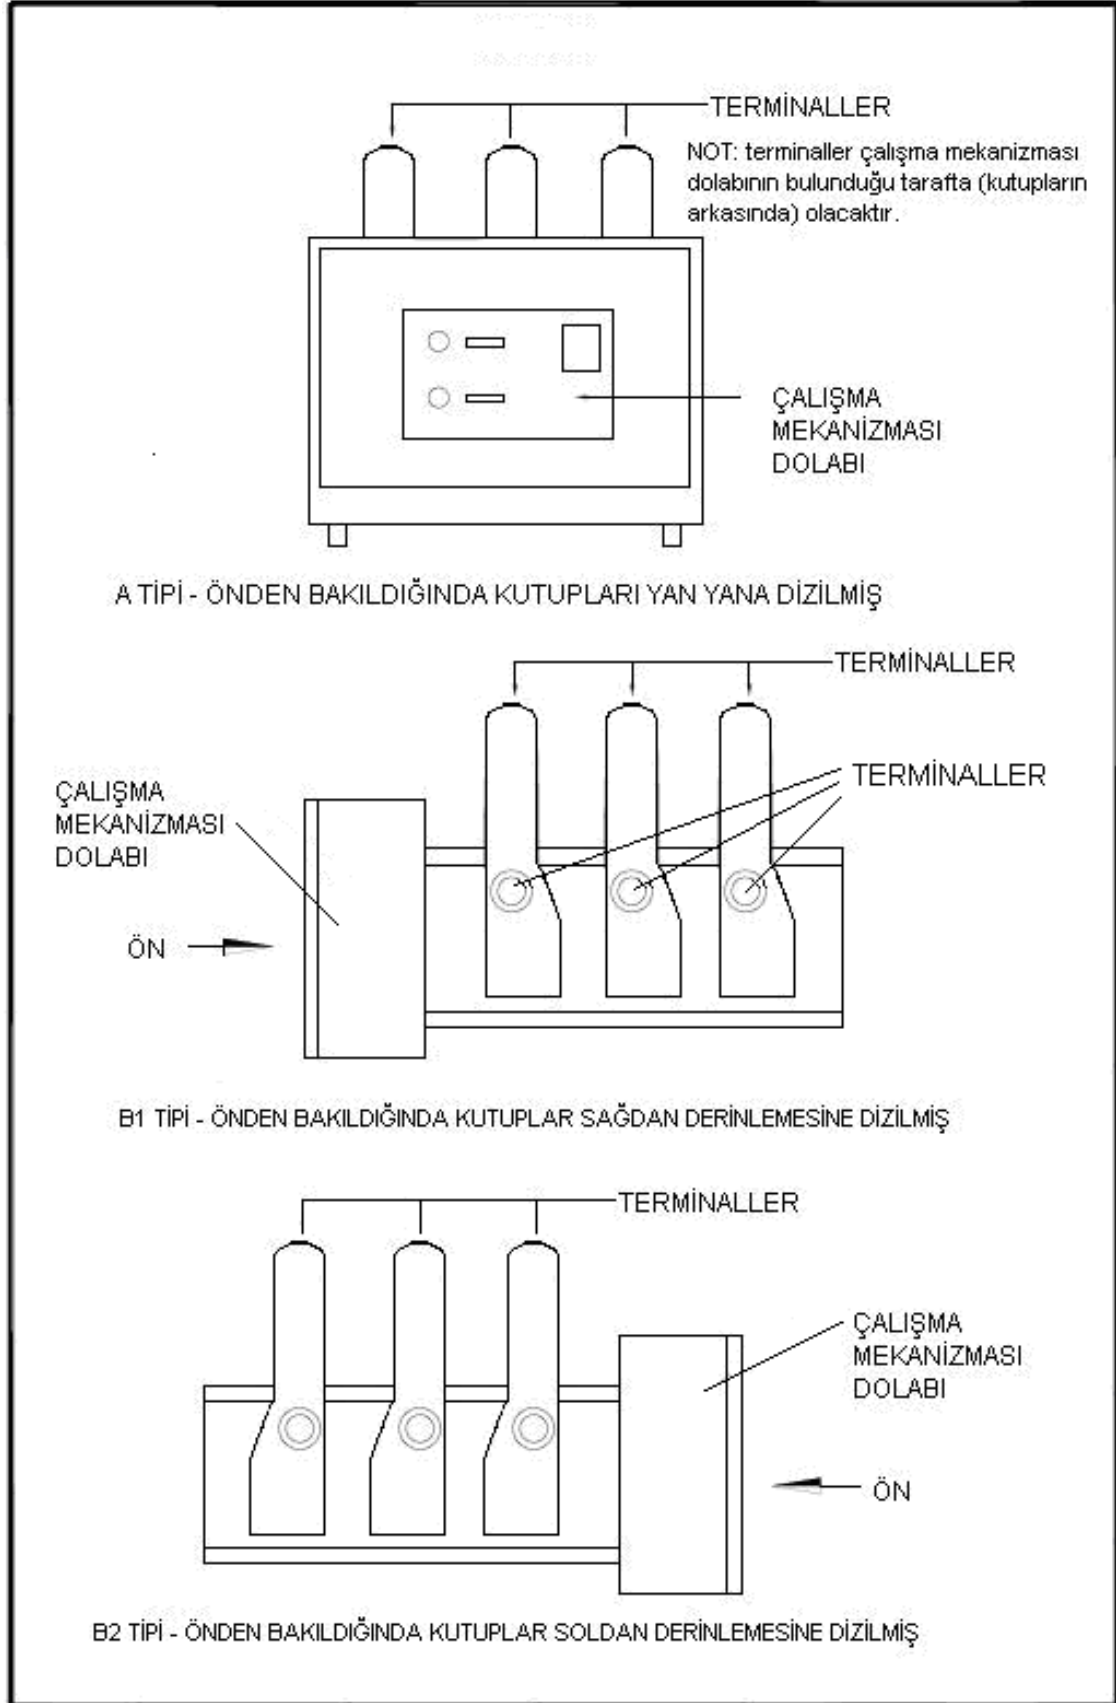 TERMİNALLER
NOT: terminaller çalışma mekanizması
dolabının bulunduğu tarafta (kutupların
arkasında) olacaktır.
ÇALIŞMA
MEKANİZMASI
DOLABI
A TİPİ - ÖNDEN BAKILDIĞINDA KUTUPLARI YAN YANA DİZİLMİŞ
TERMİNALLER
TERMİNALLER
ÇALIŞMA
MEKANİZMASI
DOLABI
ÖN
B1 TİPİ - ÖNDEN BAKILDIĞINDA KUTUPLAR SAĞDAN DERİNLEMESİNE DİZİLMİŞ
TERMİNALLER
ÇALIŞMA
MEKANİZMASI
DOLABI
ÖN
B2 TİPİ - ÖNDEN BAKILDIĞINDA KUTUPLAR SOLDAN DERİNLEMESİNE DİZİLMİŞ